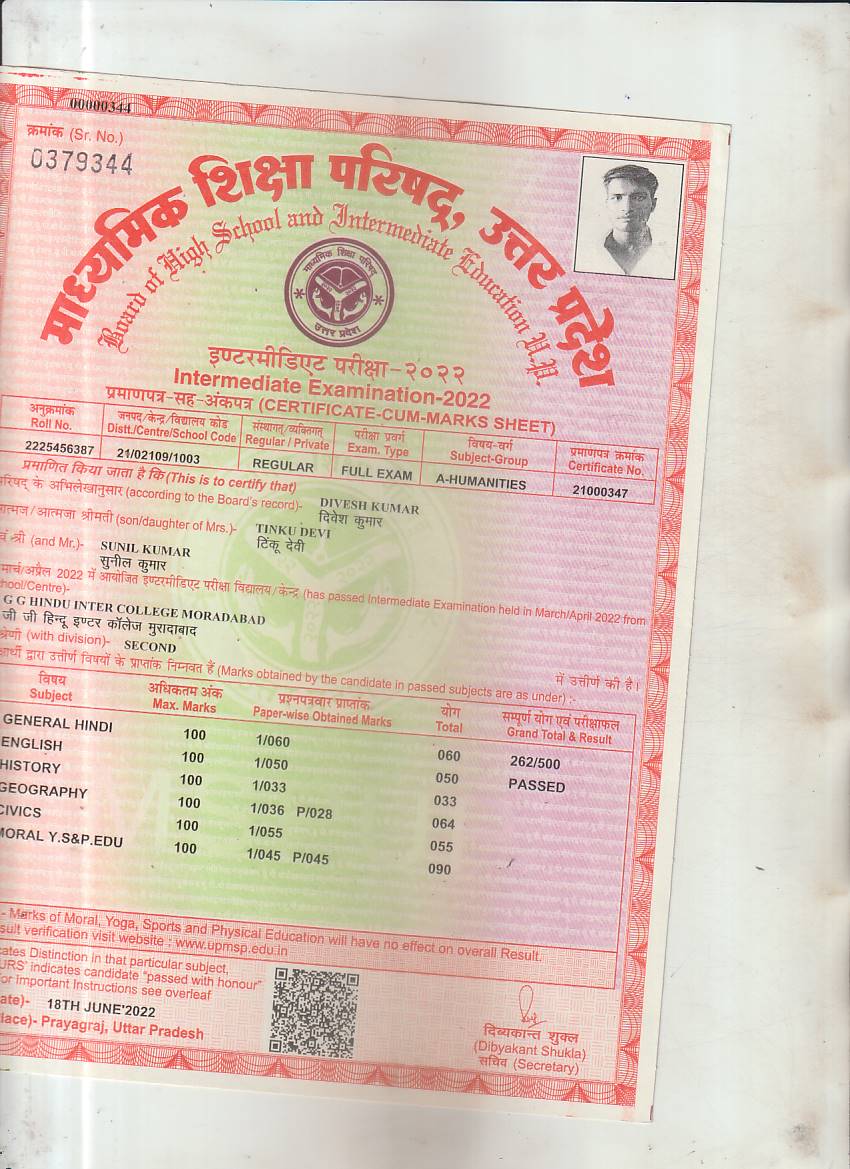 00000344
क्रमांक (Sr. No.)
0379344
माध्यमिक शिक्षा परिषद्, उत्तर प्रदेश
Board of High School and Intermediate Education U.P.
माध्यमिक शिक्षा परिषद
उत्तर प्रदेश
इण्टरमीडिएट परीक्षा-२०२२
Intermediate Examination-2022
प्रमाणपत्र-सह-अंकपत्र (CERTIFICATE-CUM-MARKS SHEET)
अनुक्रमांक जनपद/केन्द्र/विद्यालय कोड संस्थागत/व्यक्तिगत परीक्षा प्रवर्ग विषय-वर्ग प्रमाणपत्र क्रमांक
Roll No. Distt./Centre/School Code Regular / Private Exam. Type Subject-Group Certificate No.
2225456387 21/02109/1003 REGULAR FULL EXAM A-HUMANITIES 21000347
प्रमाणित किया जाता है कि (This is to certify that)
रिषद् के अभिलेखानुसार (according to the Board's record)- DIVESH KUMAR
दिवेश कुमार
त्मज/आत्मजा श्रीमती (son/daughter of Mrs.)- TINKU DEVI
टिंकू देवी
श्री (and Mr.)- SUNIL KUMAR
सुनील कुमार
मार्च/अप्रैल 2022 में आयोजित इण्टरमीडिएट परीक्षा विद्यालय/केन्द्र (has passed Intermediate Examination held in March/April 2022 from
hool/Centre)-
G G HINDU INTER COLLEGE MORADABAD
जी जी हिन्दू इण्टर कॉलेज मुरादाबाद
श्रेणी (with division)- SECOND में उत्तीर्ण की है।
ार्थी द्वारा उत्तीर्ण विषयों के प्राप्तांक निम्नवत हैं (Marks obtained by the candidate in passed subjects are as under) :-
विषय अधिकतम अंक प्रश्नपत्रवार प्राप्तांक योग सम्पूर्ण योग एवं परीक्षाफल
Subject Max. Marks Paper-wise Obtained Marks Total Grand Total & Result
GENERAL HINDI 100 1/060 060 262/500
ENGLISH 100 1/050 050 PASSED
HISTORY 100 1/033 033
GEOGRAPHY 100 1/036 P/028 064
CIVICS 100 1/055 055
MORAL Y.S&P.EDU 100 1/045 P/045 090
- Marks of Moral, Yoga, Sports and Physical Education will have no effect on overall Result.
sult verification visit website : www.upmsp.edu.in
cates Distinction in that particular subject,
URS' indicates candidate "passed with honour"
or Important Instructions see overleaf
ate)- 18TH JUNE'2022
lace)- Prayagraj, Uttar Pradesh
दिव्यकान्त शुक्ल
(Dibyakant Shukla)
सचिव (Secretary)